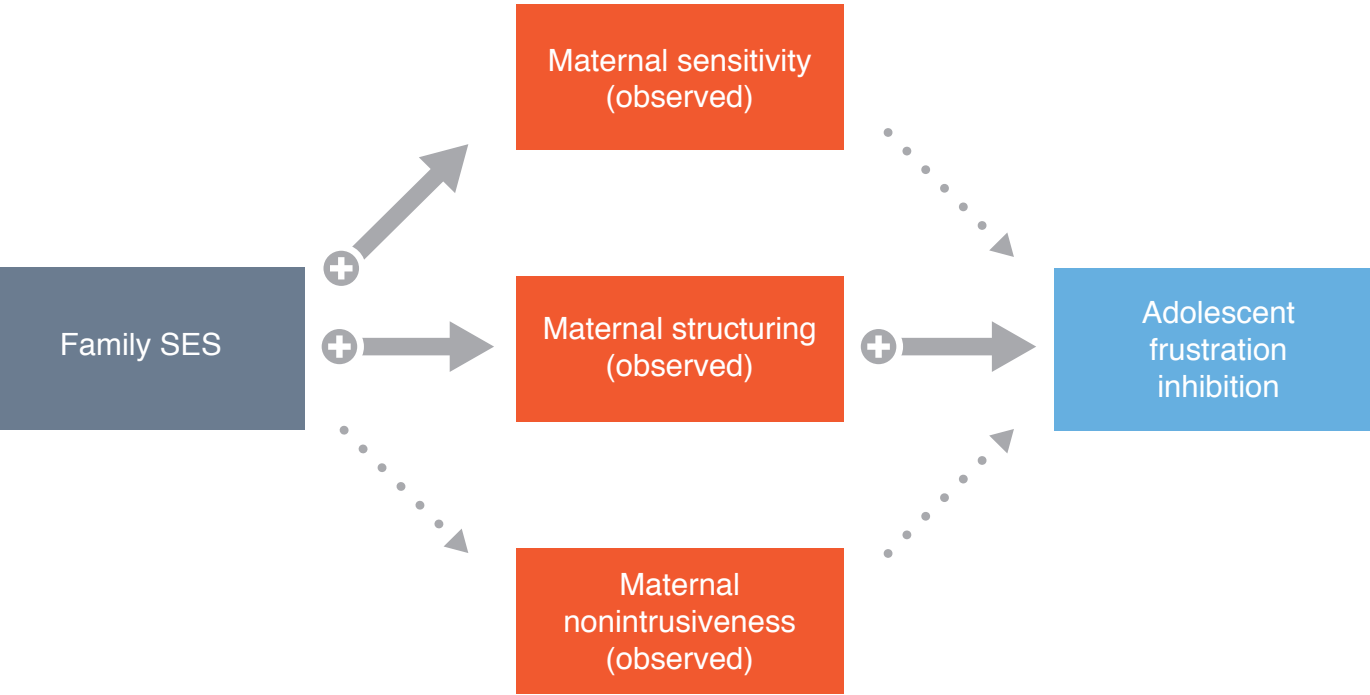 Maternal sensitivity
(observed)
Family SES
Maternal structuring
(observed)
Adolescent
frustration
inhibition
Maternal
nonintrusiveness
(observed)